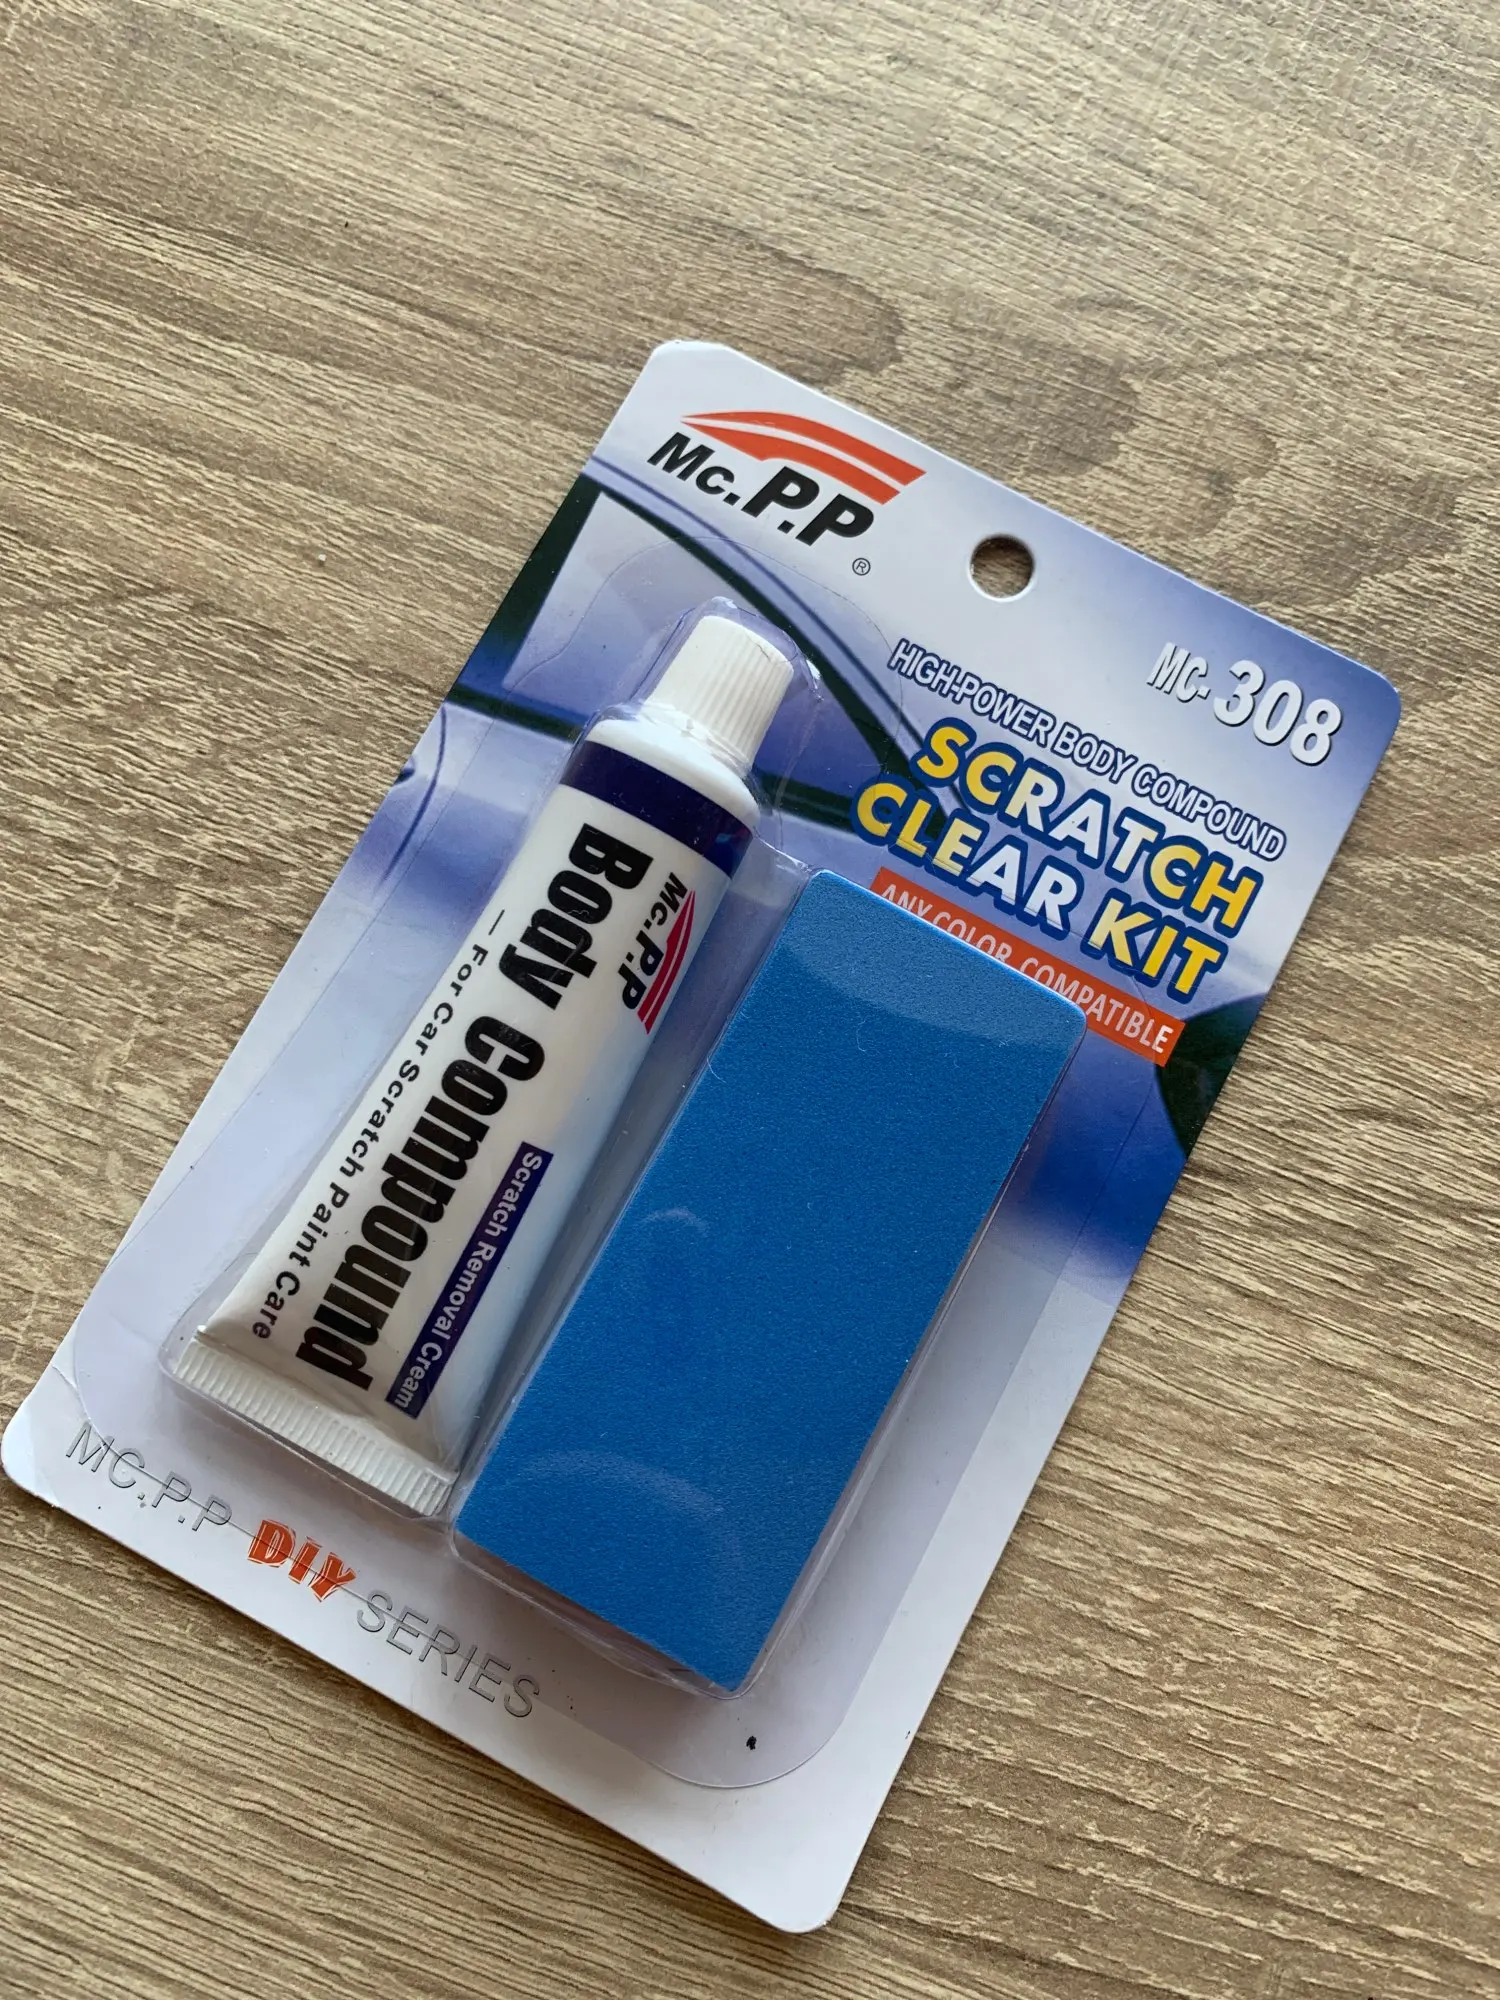 Mc.P.P
®
MC-308
HIGH-POWER BODY COMPOUND
SCRATCH
CLEAR KIT
ANY COLOR COMPATIBLE
Mc.P.P
Body Compound
— For Car Scratch Paint Care
Scratch Removal Cream
MC.P.P DIY SERIES